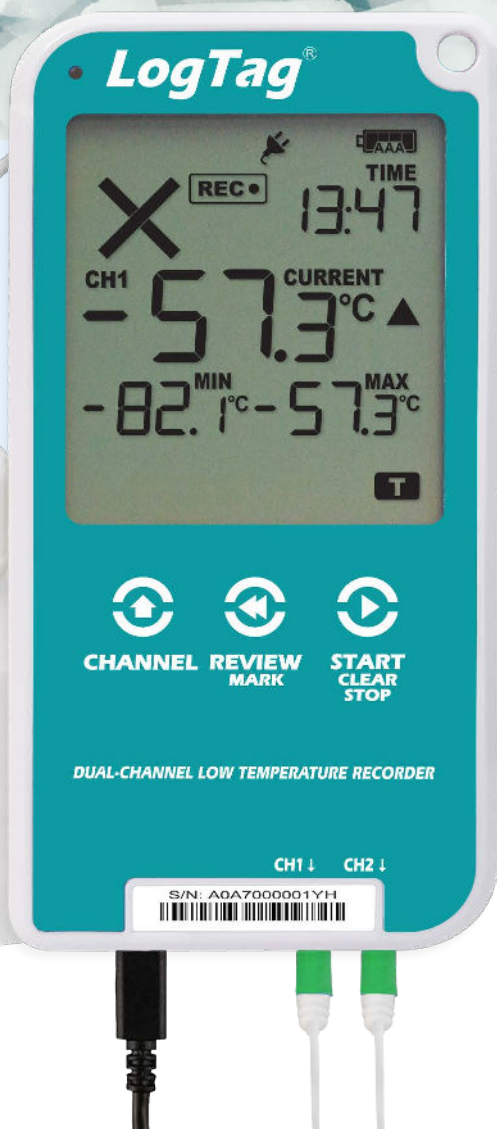 LogTag®
AAA
TIME
REC
13:47
CH1
CURRENT
-57.3°C
MIN
MAX
-82.1°C
-57.3°C
T
CHANNEL
REVIEW
MARK
START
CLEAR
STOP
DUAL-CHANNEL LOW TEMPERATURE RECORDER
CH1↓ CH2↓
S/N: A0A7000001YH